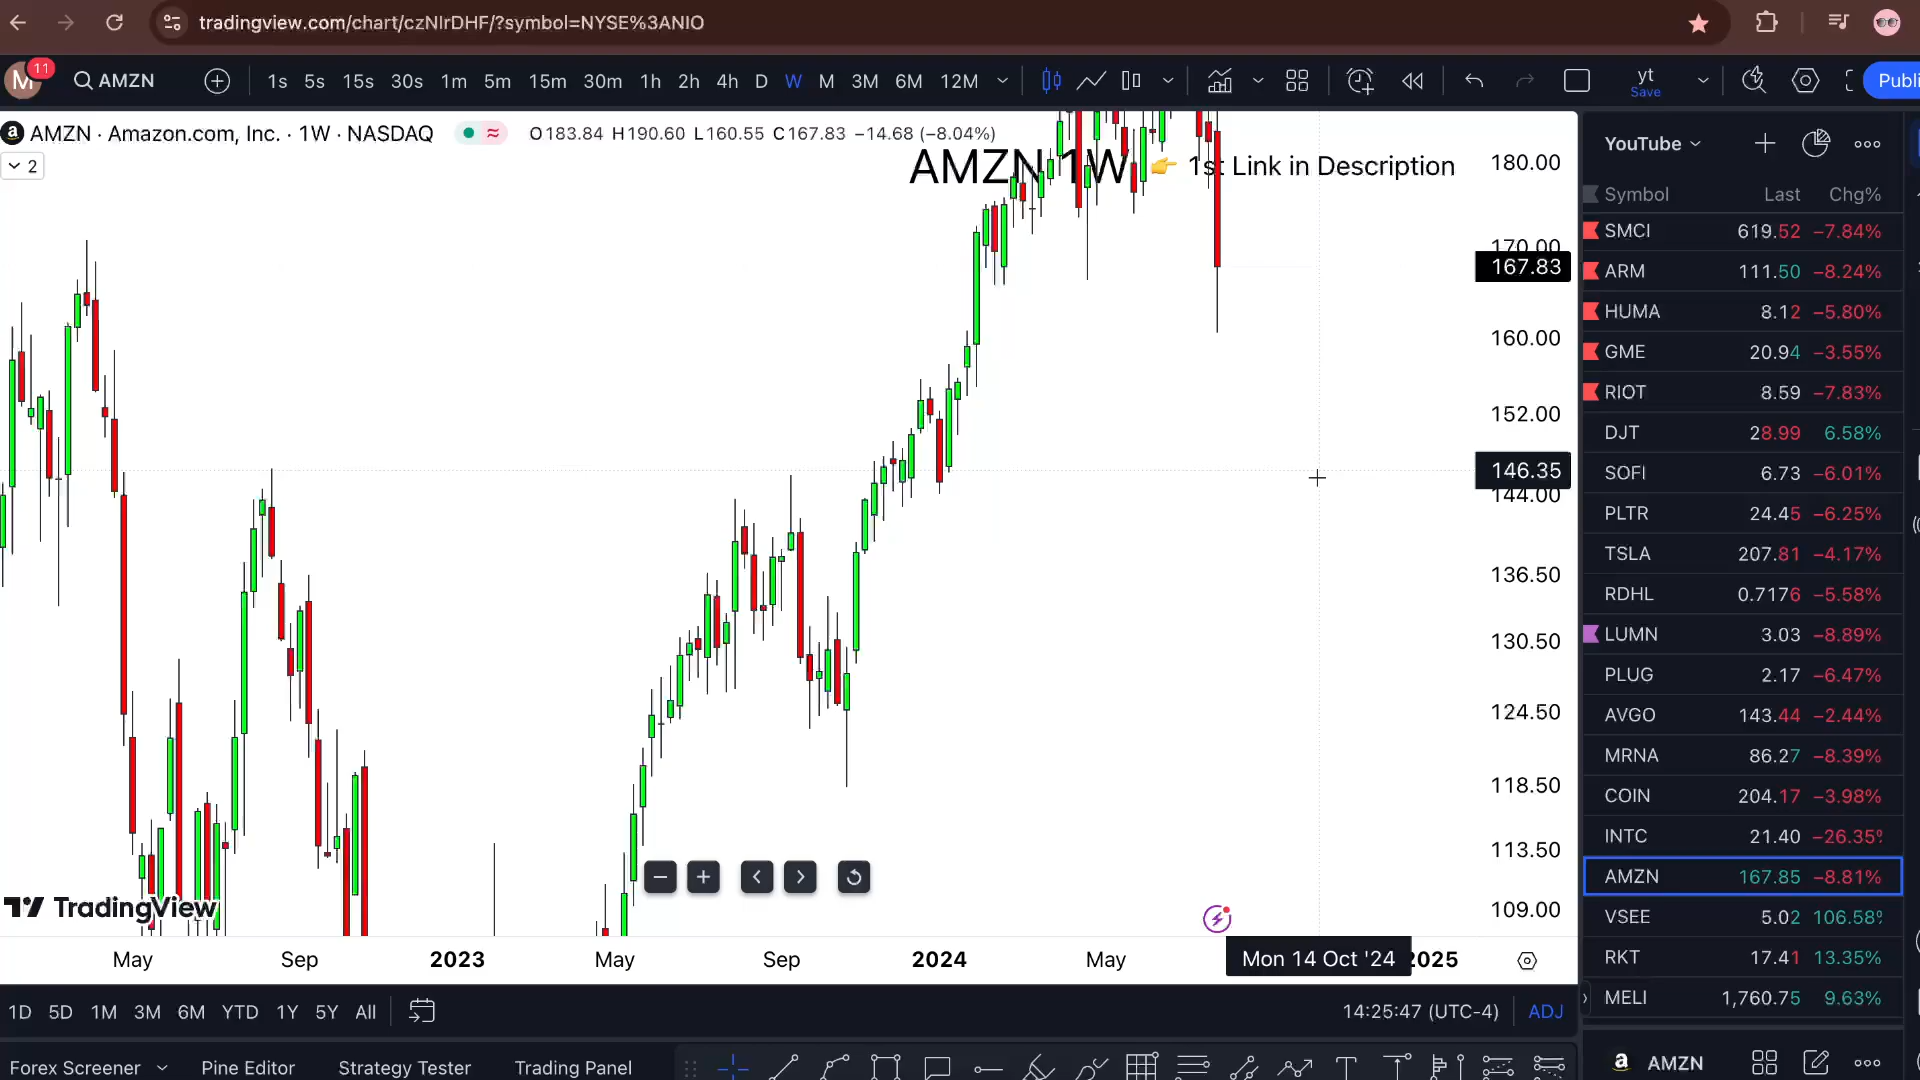 tradingview.com/chart/czNlrDHF/?symbol=NYSE%3ANIO
M 11 AMZN 1s 5s 15s 30s 1m 5m 15m 30m 1h 2h 4h D W M 3M 6M 12M yt Save Publi
AMZN · Amazon.com, Inc. · 1W · NASDAQ O183.84 H190.60 L160.55 C167.83 −14.68 (−8.04%)
2
AMZN 1W 👉 1st Link in Description
180.00
170.00
167.83
160.00
152.00
146.35
144.00
136.50
130.50
124.50
118.50
113.50
109.00
TradingView
May Sep 2023 May Sep 2024 May Mon 14 Oct '24 2025
1D 5D 1M 3M 6M YTD 1Y 5Y All 14:25:47 (UTC-4) ADJ
Forex Screener Pine Editor Strategy Tester Trading Panel
YouTube
Symbol Last Chg%
SMCI 619.52 −7.84%
ARM 111.50 −8.24%
HUMA 8.12 −5.80%
GME 20.94 −3.55%
RIOT 8.59 −7.83%
DJT 28.99 6.58%
SOFI 6.73 −6.01%
PLTR 24.45 −6.25%
TSLA 207.81 −4.17%
RDHL 0.7176 −5.58%
LUMN 3.03 −8.89%
PLUG 2.17 −6.47%
AVGO 143.44 −2.44%
MRNA 86.27 −8.39%
COIN 204.17 −3.98%
INTC 21.40 −26.35%
AMZN 167.85 −8.81%
VSEE 5.02 106.58%
RKT 17.41 13.35%
MELI 1,760.75 9.63%
AMZN